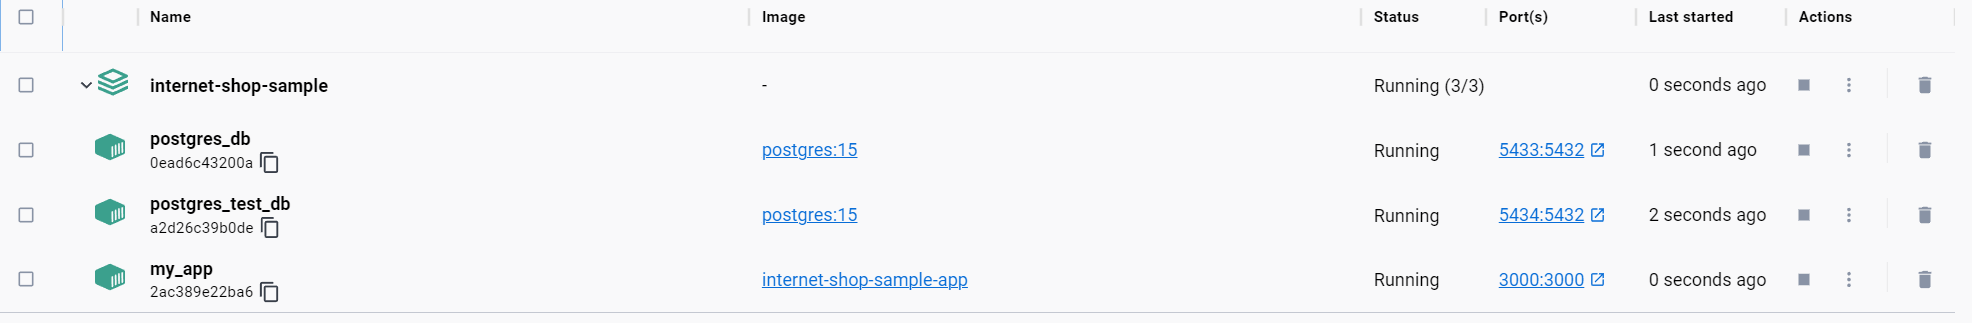 Name Image Status Port(s) Last started Actions
internet-shop-sample - Running (3/3) 0 seconds ago
postgres_db
0ead6c43200a
postgres:15 Running 5433:5432 1 second ago
postgres_test_db
a2d26c39b0de
postgres:15 Running 5434:5432 2 seconds ago
my_app
2ac389e22ba6
internet-shop-sample-app Running 3000:3000 0 seconds ago